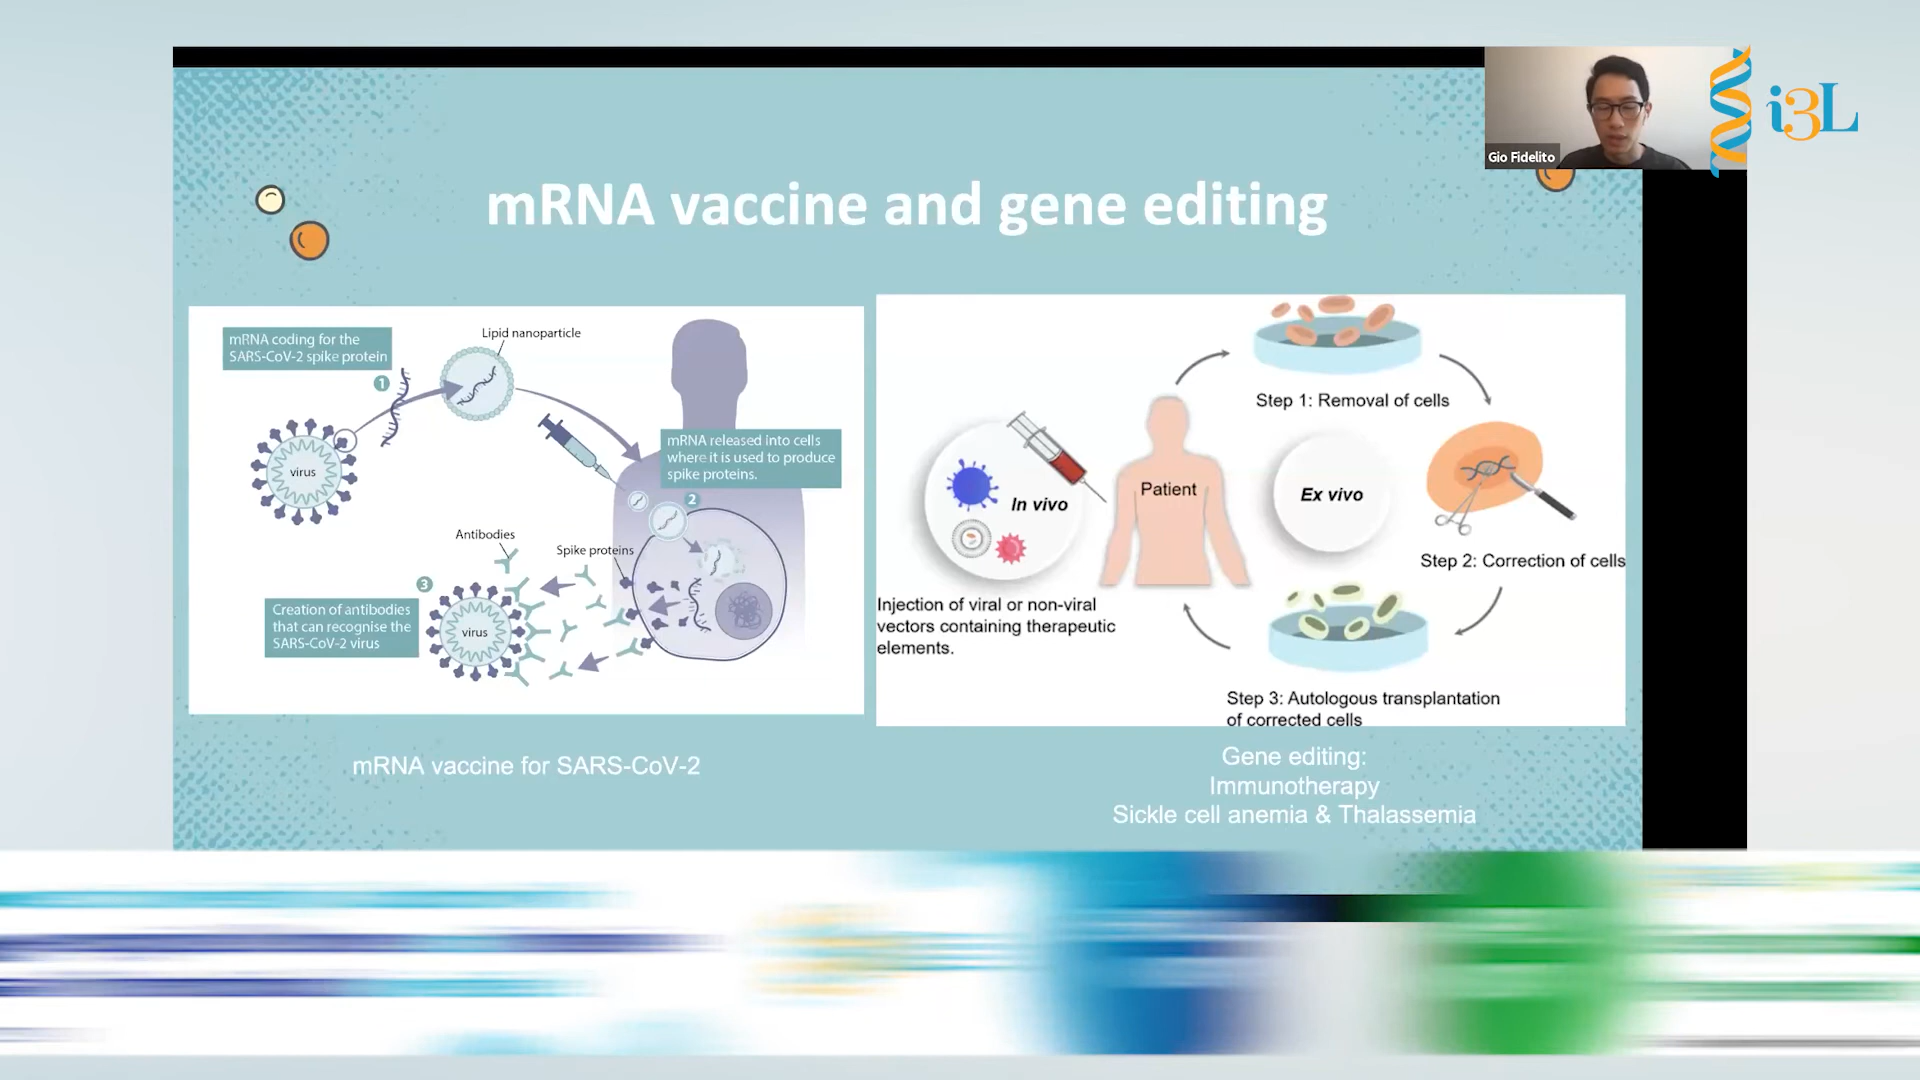 i3L
Gio Fidelito
mRNA vaccine and gene editing
mRNA coding for the
SARS-CoV-2 spike protein
1
Lipid nanoparticle
virus
mRNA released into cells
where it is used to produce
spike proteins.
2
Antibodies
Spike proteins
3
Creation of antibodies
that can recognise the
SARS-CoV-2 virus
virus
mRNA vaccine for SARS-CoV-2
In vivo
Injection of viral or non-viral
vectors containing therapeutic
elements.
Patient
Step 1: Removal of cells
Ex vivo
Step 2: Correction of cells
Step 3: Autologous transplantation
of corrected cells
Gene editing:
Immunotherapy
Sickle cell anemia & Thalassemia